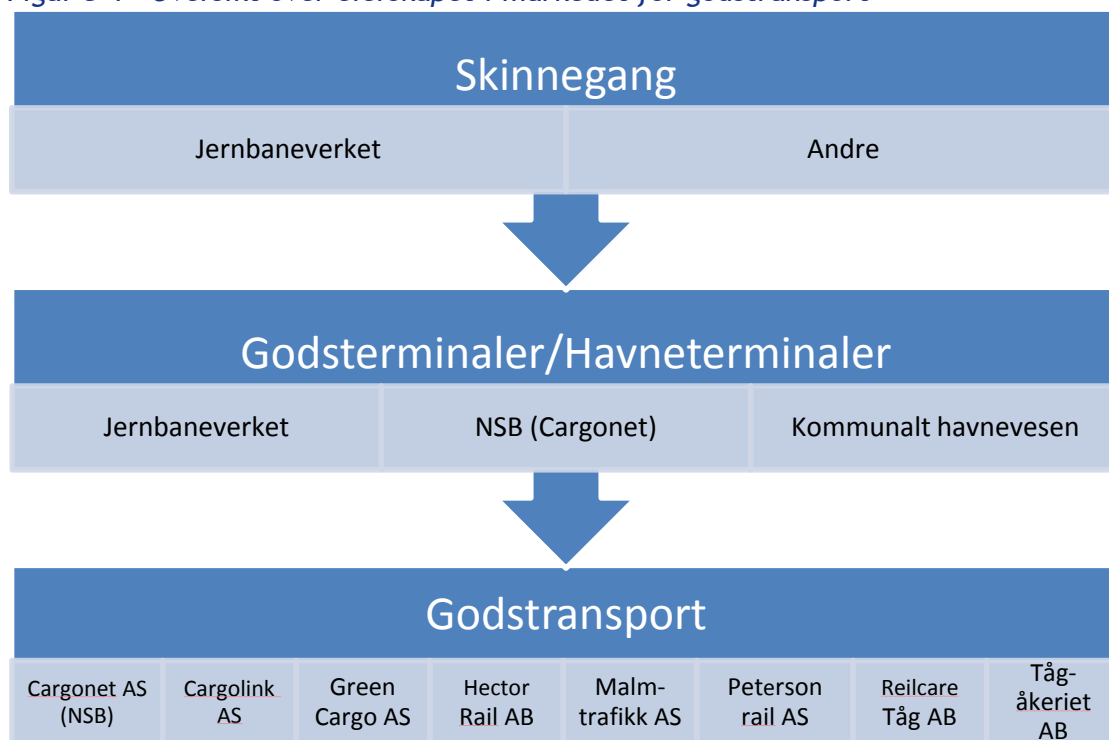 Skinnegang
Jernbaneverket
Andre
Godsterminaler/Havneterminaler
Jernbaneverket
NSB (Cargonet)
Kommunalt havnevesen
Godstransport
Cargonet AS
(NSB)
Cargolink
AS
Green
Cargo AS
Hector
Rail AB
Malm-
trafikk AS
Peterson
rail AS
Reilcare
Tåg AB
Tåg-
åkeriet
AB